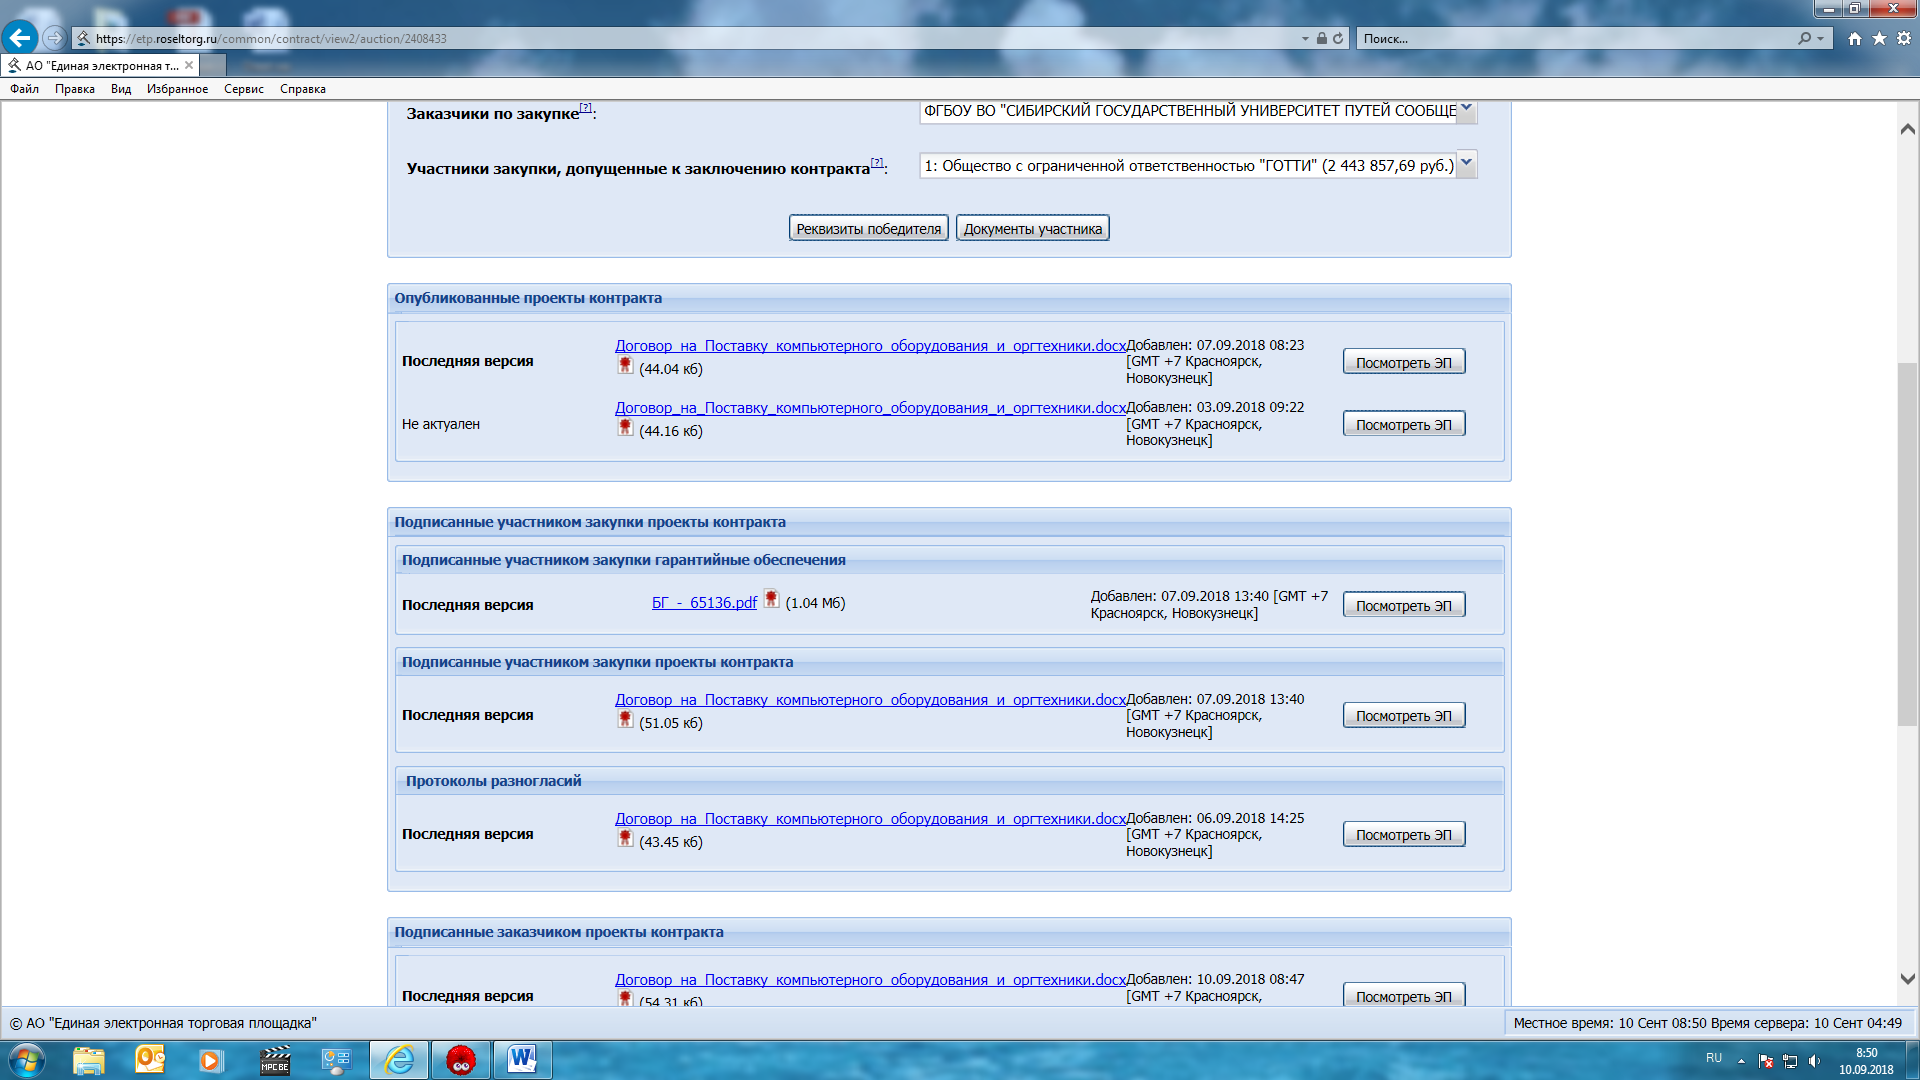 https://etp.roseltorg.ru/common/contract/view2/auction/2408433
Поиск...
АО "Единая электронная т...
Файл Правка Вид Избранное Сервис Справка
Заказчики по закупке[?]: ФГБОУ ВО "СИБИРСКИЙ ГОСУДАРСТВЕННЫЙ УНИВЕРСИТЕТ ПУТЕЙ СООБЩЕ
Участники закупки, допущенные к заключению контракта[?]: 1: Общество с ограниченной ответственностью "ГОТТИ" (2 443 857,69 руб.)
Реквизиты победителя Документы участника
Опубликованные проекты контракта
Последняя версия
Договор_на_Поставку_компьютерного_оборудования_и_оргтехники.docx
(44.04 кб)
Добавлен: 07.09.2018 08:23
[GMT +7 Красноярск,
Новокузнецк]
Посмотреть ЭП
Не актуален
Договор_на_Поставку_компьютерного_оборудования_и_оргтехники.docx
(44.16 кб)
Добавлен: 03.09.2018 09:22
[GMT +7 Красноярск,
Новокузнецк]
Посмотреть ЭП
Подписанные участником закупки проекты контракта
Подписанные участником закупки гарантийные обеспечения
Последняя версия
БГ_-_65136.pdf (1.04 Мб)
Добавлен: 07.09.2018 13:40 [GMT +7
Красноярск, Новокузнецк]
Посмотреть ЭП
Подписанные участником закупки проекты контракта
Последняя версия
Договор_на_Поставку_компьютерного_оборудования_и_оргтехники.docx
(51.05 кб)
Добавлен: 07.09.2018 13:40
[GMT +7 Красноярск,
Новокузнецк]
Посмотреть ЭП
Протоколы разногласий
Последняя версия
Договор_на_Поставку_компьютерного_оборудования_и_оргтехники.docx
(43.45 кб)
Добавлен: 06.09.2018 14:25
[GMT +7 Красноярск,
Новокузнецк]
Посмотреть ЭП
Подписанные заказчиком проекты контракта
Последняя версия
Договор_на_Поставку_компьютерного_оборудования_и_оргтехники.docx
(54.31 кб)
Добавлен: 10.09.2018 08:47
[GMT +7 Красноярск,
Посмотреть ЭП
© АО "Единая электронная торговая площадка"
Местное время: 10 Сент 08:50 Время сервера: 10 Сент 04:49
MPC BE
RU
8:50
10.09.2018